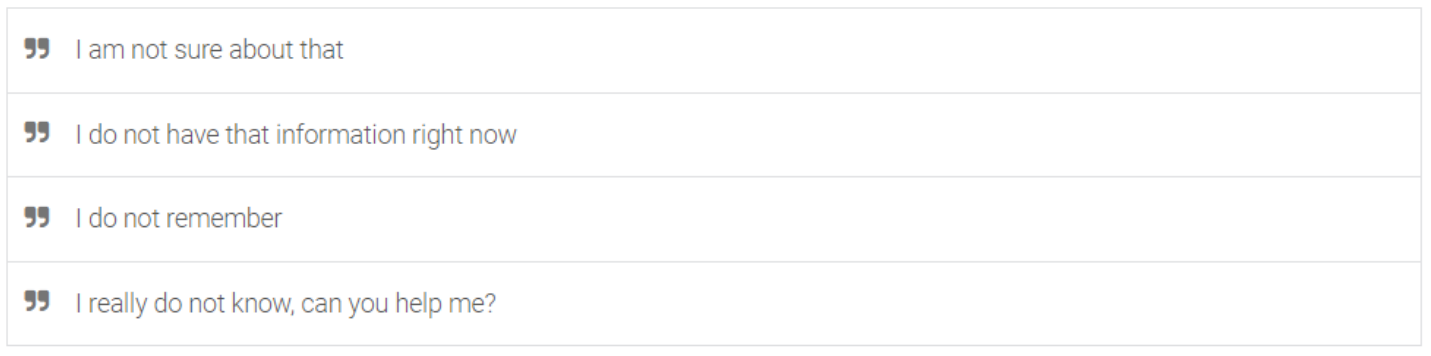 I am not sure about that
I do not have that information right now
I do not remember
I really do not know, can you help me?